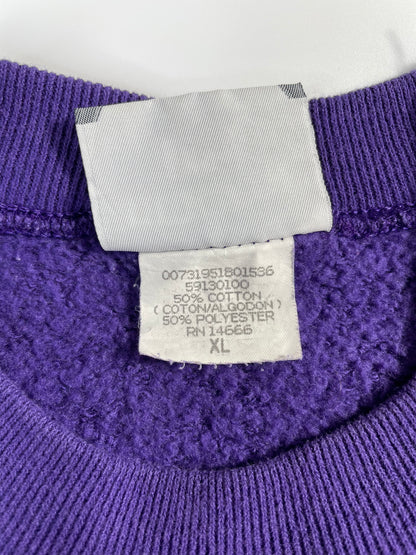 00731951801536
59130100
50% COTTON
(COTON/ALGODON)
50% POLYESTER
RN 14666
XL